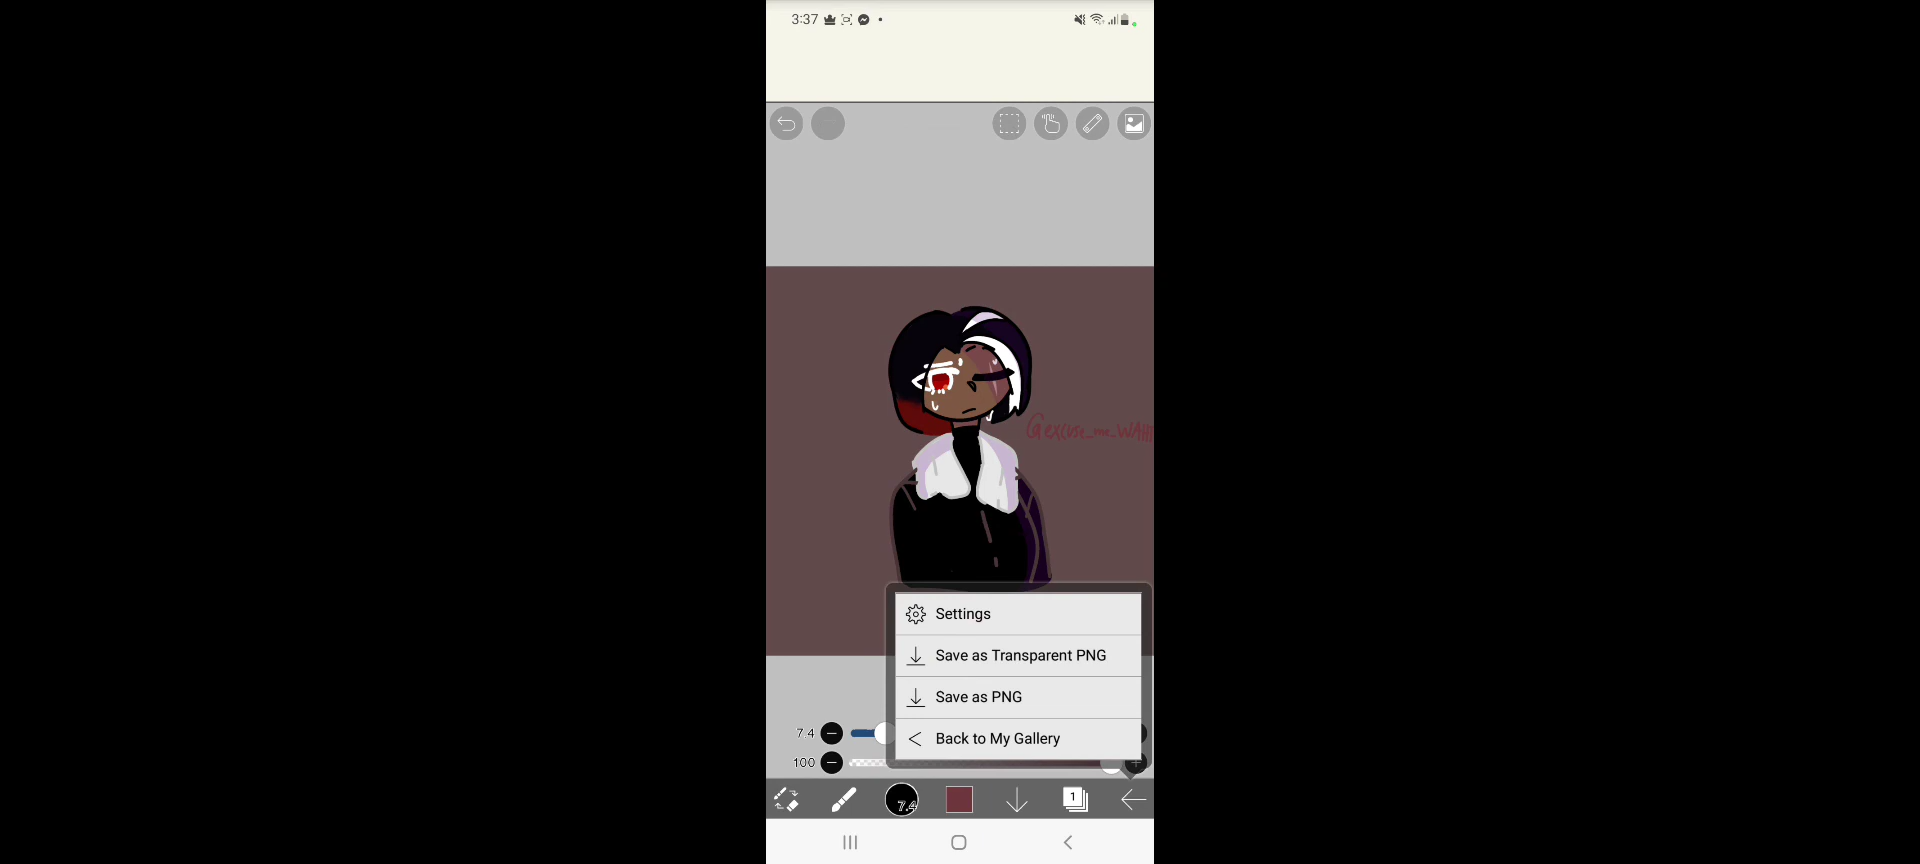 3:37
Settings
Save as Transparent PNG
Save as PNG
Back to My Gallery
7.4
100
7.4
1